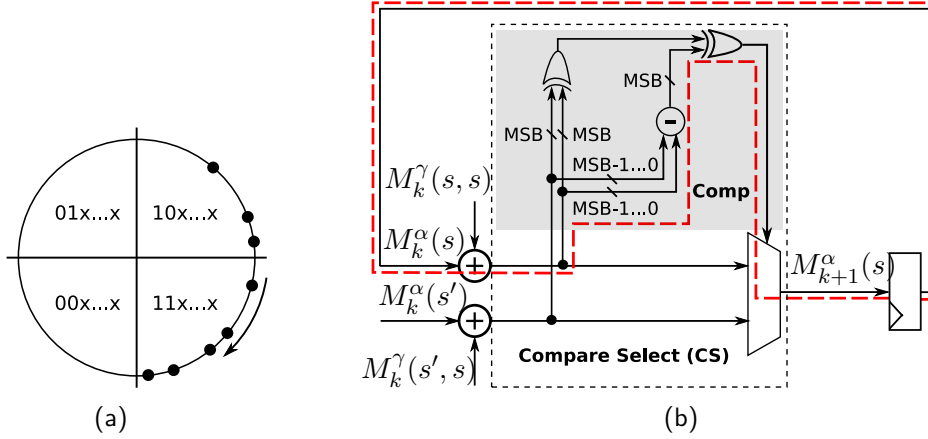 01x...x 10x...x
00x...x 11x...x
(a)
MSB
MSB MSB
-
MSB-1...0
MSB-1...0
Comp
$M_k^{\gamma}(s, s)$
$M_k^{\alpha}(s)$
+
$M_k^{\alpha}(s')$
+
$M_k^{\gamma}(s', s)$
$M_{k+1}^{\alpha}(s)$
Compare Select (CS)
(b)